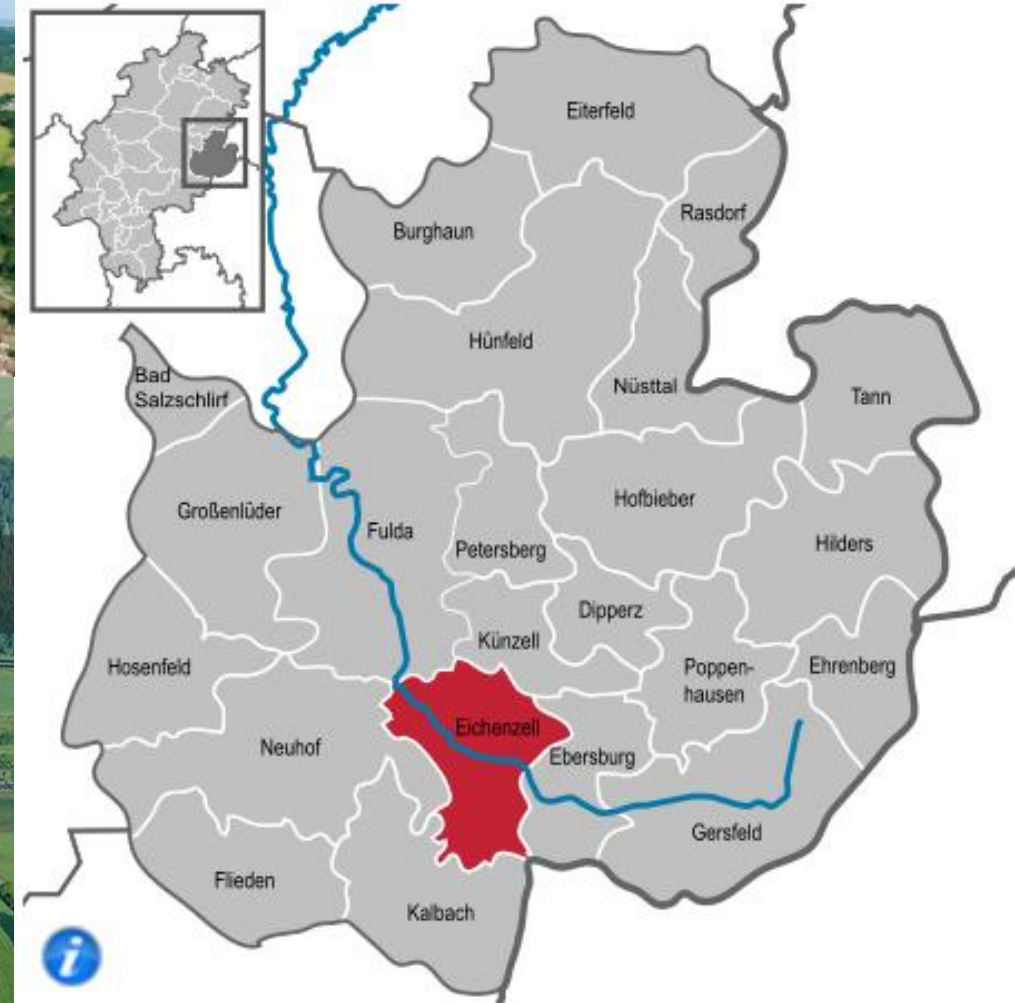 Eiterfeld
Rasdorf
Burghaun
Hünfeld
Nüsttal
Tann
Bad
Salzschlirf
Großenlüder
Fulda
Petersberg
Hofbieber
Hilders
Dipperz
Künzell
Hosenfeld
Poppen-
hausen
Ehrenberg
Eichenzell
Neuhof
Ebersburg
Gersfeld
Flieden
Kalbach
i